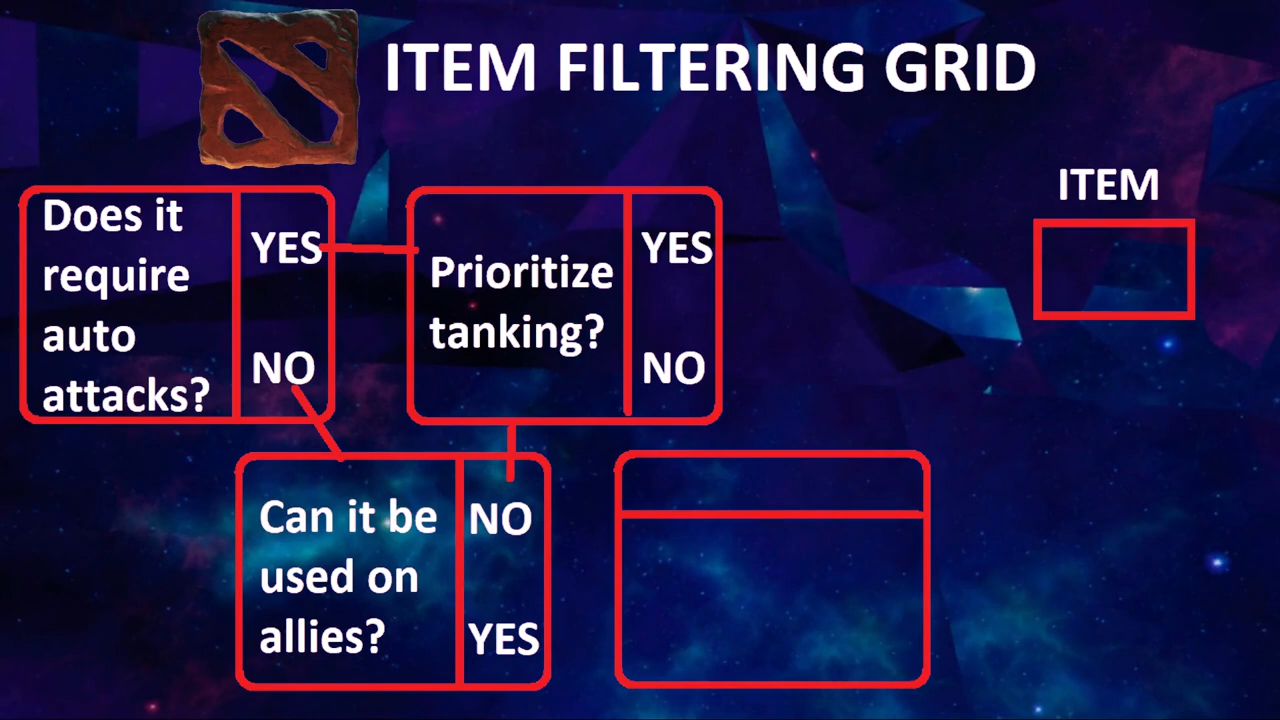 ITEM FILTERING GRID
ITEM
Does it
require
auto
attacks?
YES
NO
Prioritize
tanking?
YES
NO
Can it be
used on
allies?
NO
YES